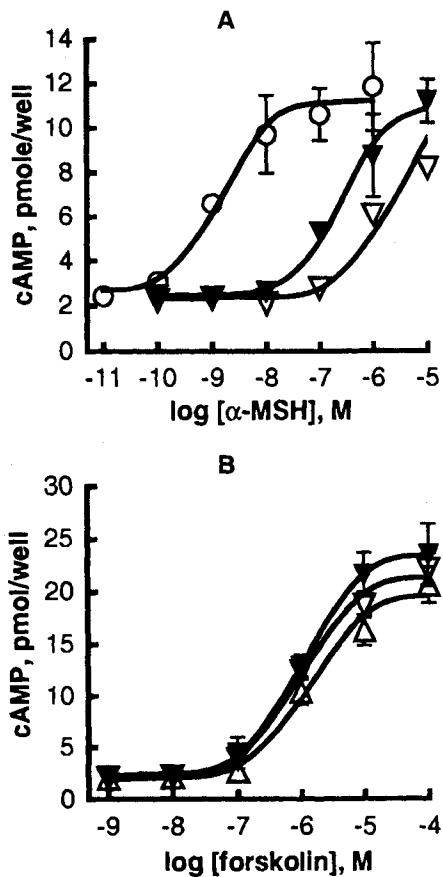 A
14
12
10
8
6
4
2
0
cAMP, pmole/well
-11 -10 -9 -8 -7 -6 -5
log [α-MSH], M
B
30
25
20
15
10
5
0
cAMP, pmol/well
-9 -8 -7 -6 -5 -4
log [forskolin], M